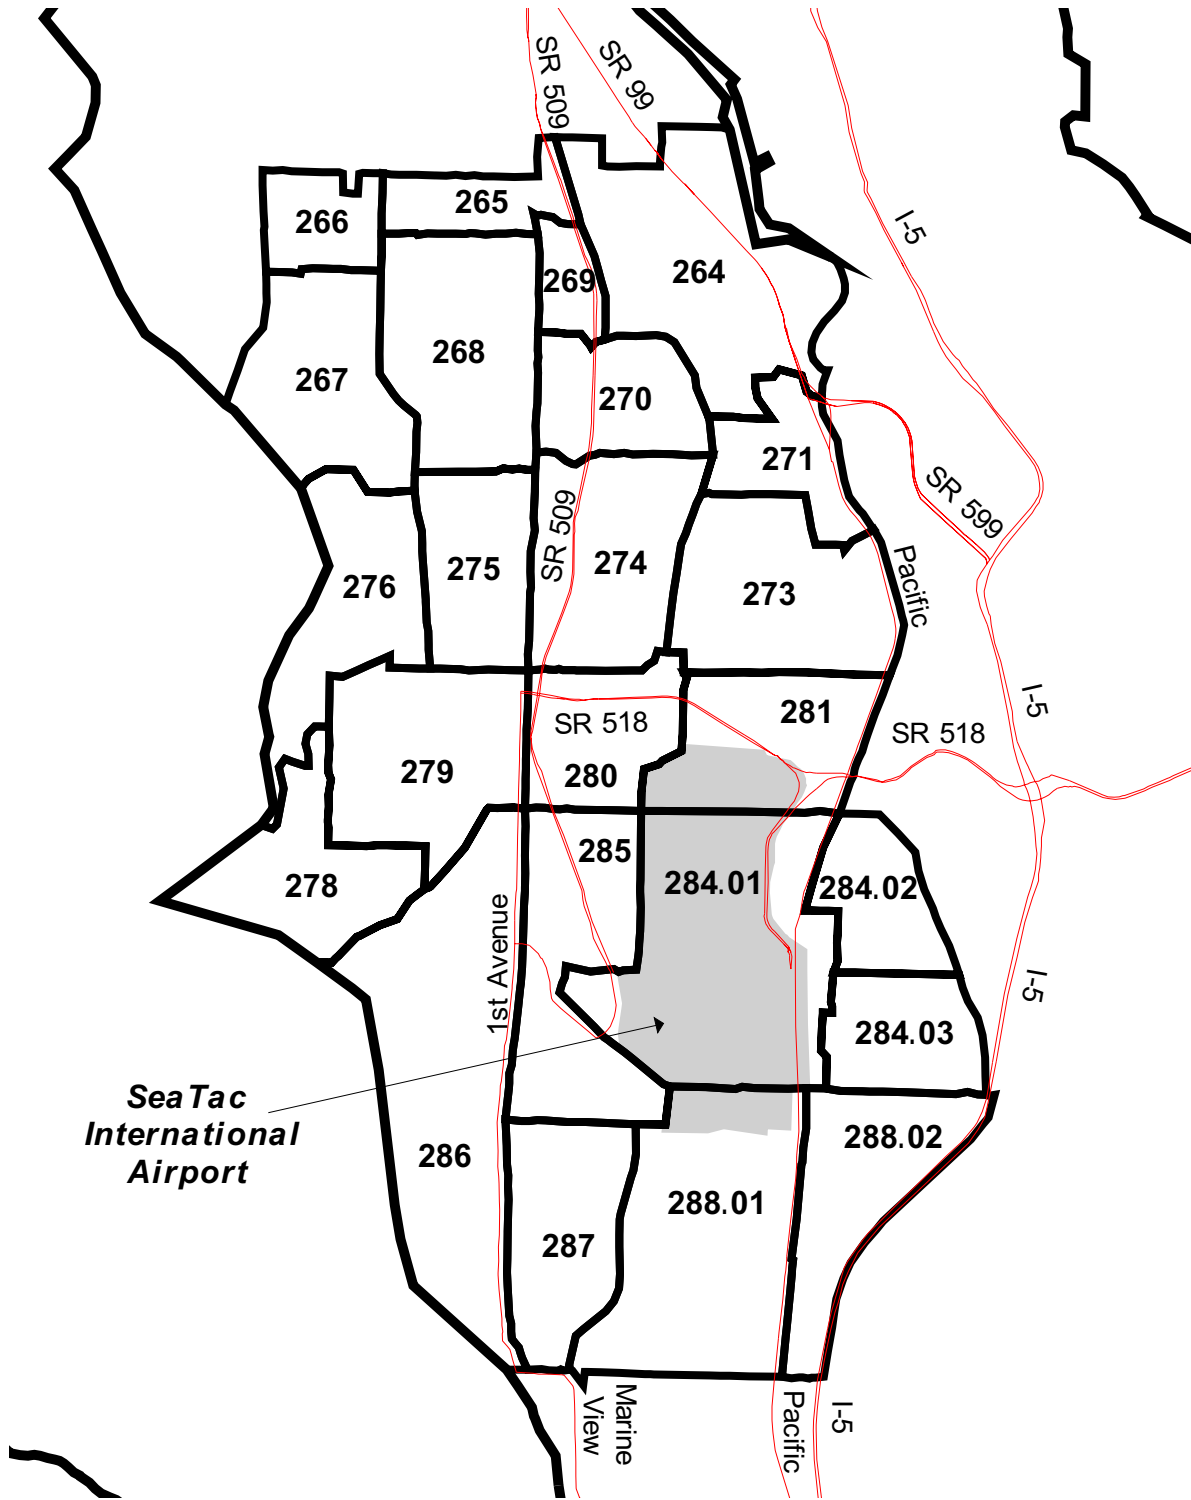 SR 509
SR 99
266
265
I-5
269
264
268
267
270
271
SR 599
SR 509
274
275
276
273
Pacific
I-5
281
SR 518
SR 518
279
280
285
278
284.01
284.02
1st Avenue
I-5
284.03
SeaTac
International
Airport
288.02
286
288.01
287
Marine
View
Pacific
I-5